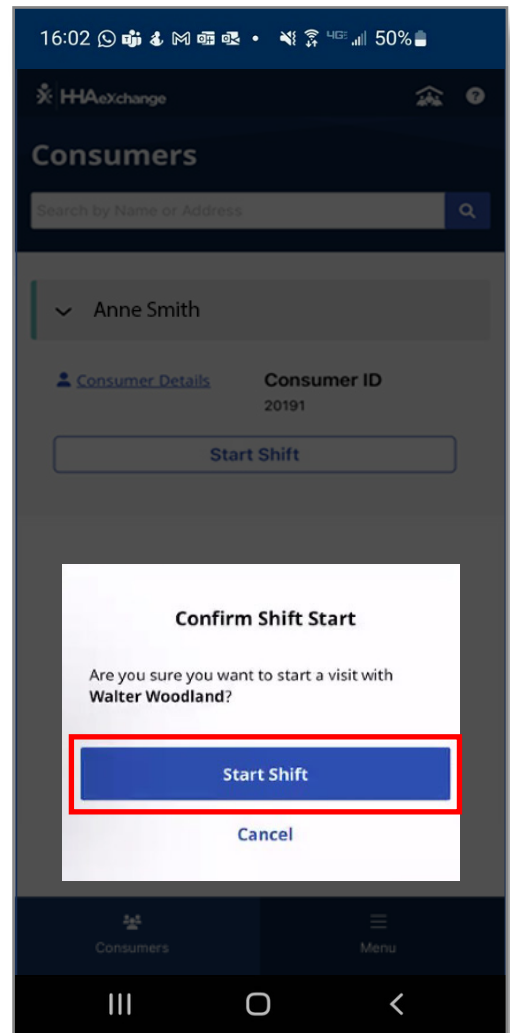 16:02 4GE 50%
HHAeXchange
Consumers
Search by Name or Address
Anne Smith
Consumer Details Consumer ID
20191
Start Shift
Confirm Shift Start
Are you sure you want to start a visit with
Walter Woodland?
Start Shift
Cancel
Consumers Menu